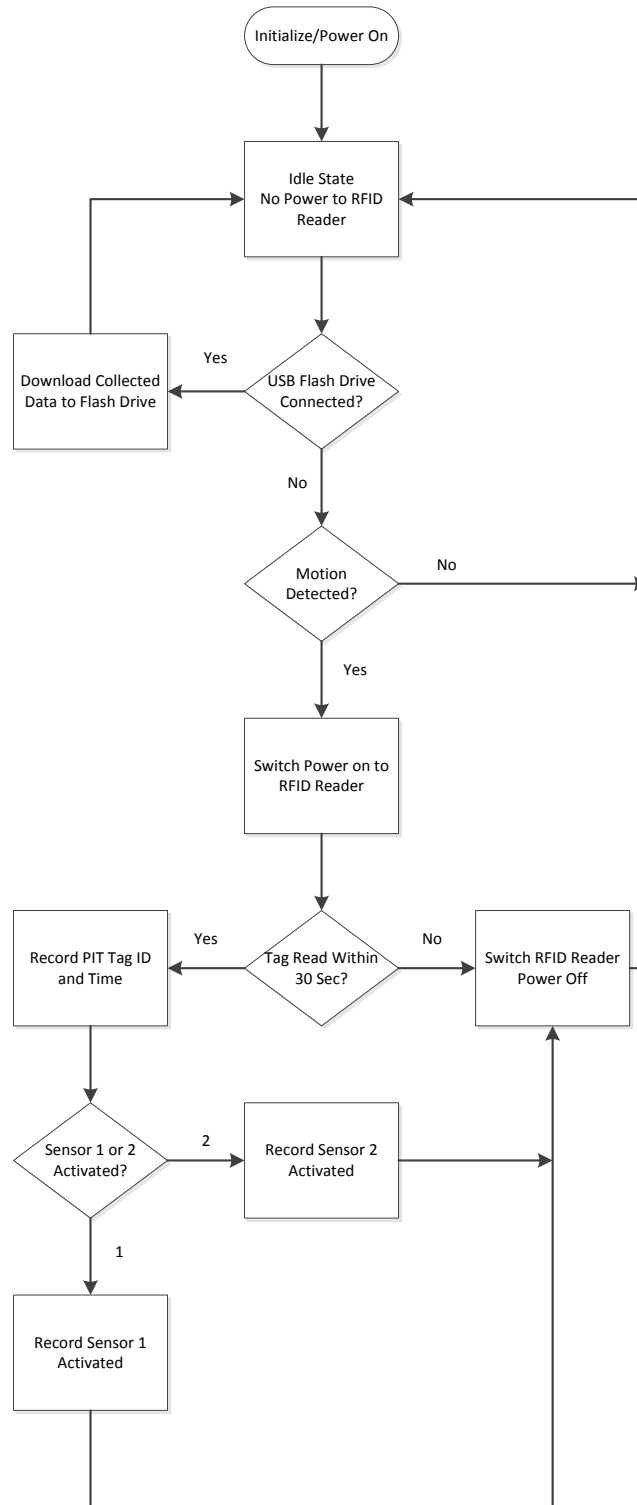 Initialize/Power On
Idle State
No Power to RFID
Reader
Yes
Download Collected
Data to Flash Drive
USB Flash Drive
Connected?
No
Motion
Detected?
No
Yes
Switch Power on to
RFID Reader
Record PIT Tag ID
and Time
Yes
Tag Read Within
30 Sec?
No
Switch RFID Reader
Power Off
Sensor 1 or 2
Activated?
2
Record Sensor 2
Activated
1
Record Sensor 1
Activated